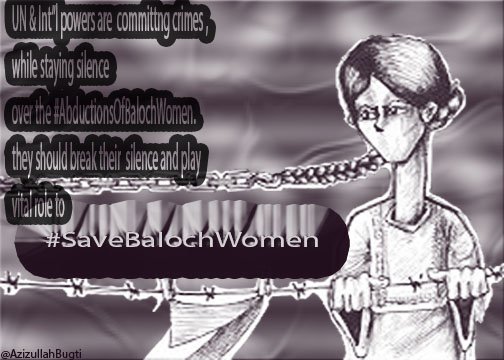 UN & Int"l powers are committng crimes ,
while staying silence
over the #AbductionsOfBalochWomen.
they should break their silence and play
vital role to
#SaveBalochWomen
@AzizullahBugti